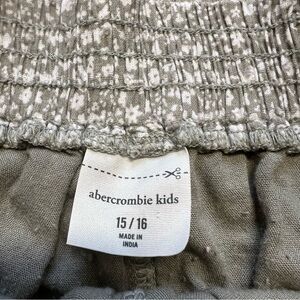 abercrombie kids
15 / 16
MADE IN
INDIA